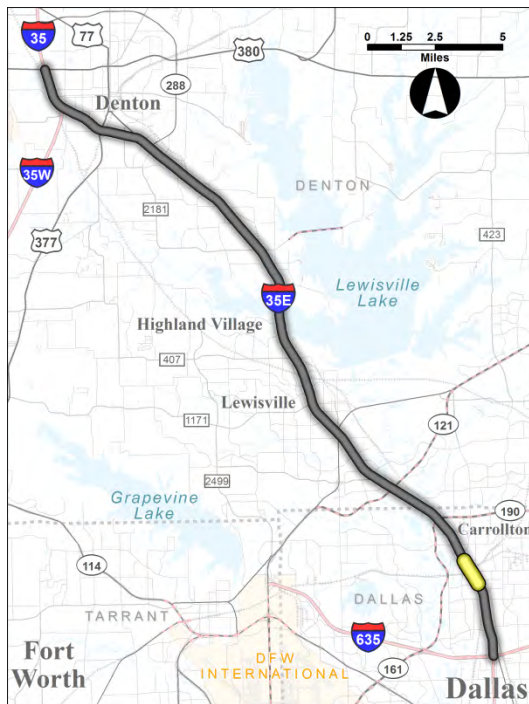 35
77
380
0 1.25 2.5 5
Miles
288
Denton
35W
DENTON
2181
377
423
35E
Lewisville
Lake
Highland Village
407
Lewisville
1171
121
2499
Grapevine
Lake
190
Carrollton
114
DALLAS
TARRANT
635
Fort
Worth
DFW
INTERNATIONAL
161
Dallas